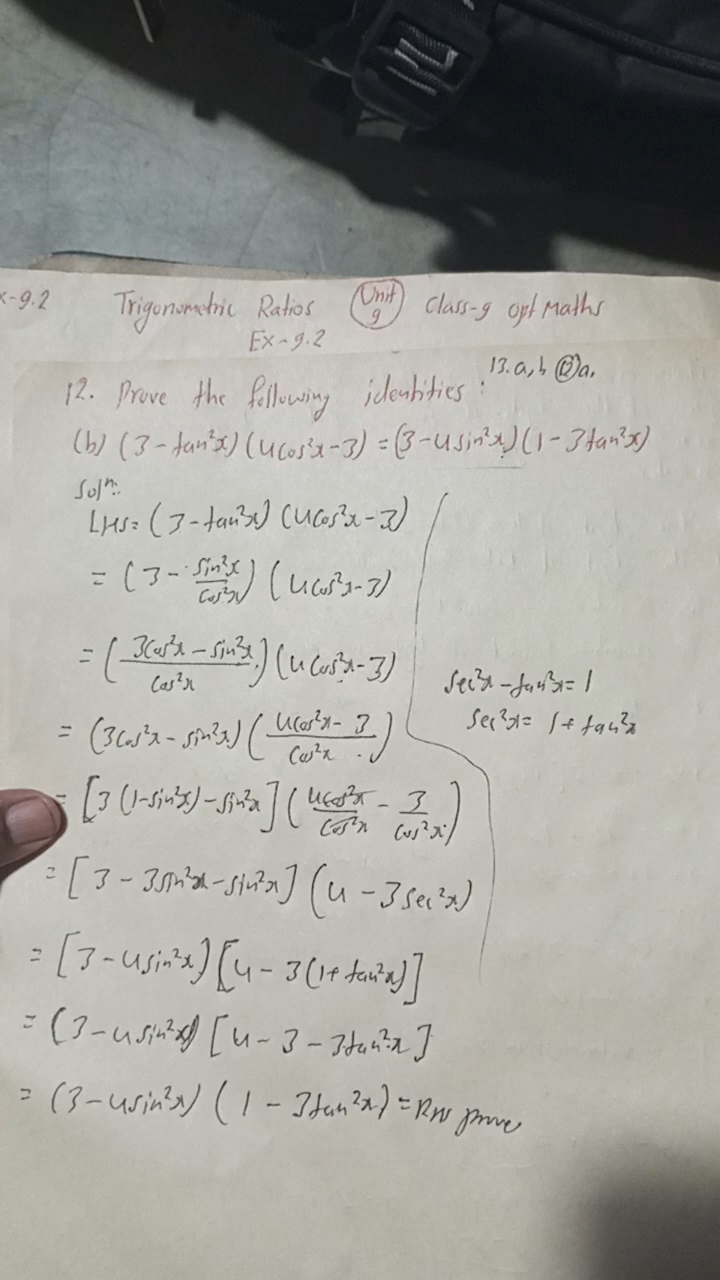 x-9.2
Trigonometric Ratios (Unit 9) Class-9 opt Maths
Ex-9.2
13. a, b (12) a.
12. Prove the following identities:
(b) (3 - tan²x) (4cos²x - 3) = (3 - 4sin²x) (1 - 3tan²x)
Solⁿ:
LHS = (3 - tan²x) (4cos²x - 3)
= (3 - sin²x/cos²x) (4cos²x - 3)
= ((3cos²x - sin²x)/cos²x) (4cos²x - 3)
sec²x - tan²x = 1
sec²x = 1 + tan²x
= (3cos²x - sin²x) ((4cos²x - 3)/cos²x)
= [3 (1 - sin²x) - sin²x] (4cos²x/cos²x - 3/cos²x)
= [3 - 3sin²x - sin²x] (4 - 3sec²x)
= [3 - 4sin²x) [4 - 3(1 + tan²x)]
= (3 - 4sin²x) [4 - 3 - 3tan²x]
= (3 - 4sin²x) (1 - 3tan²x) = RHS prove